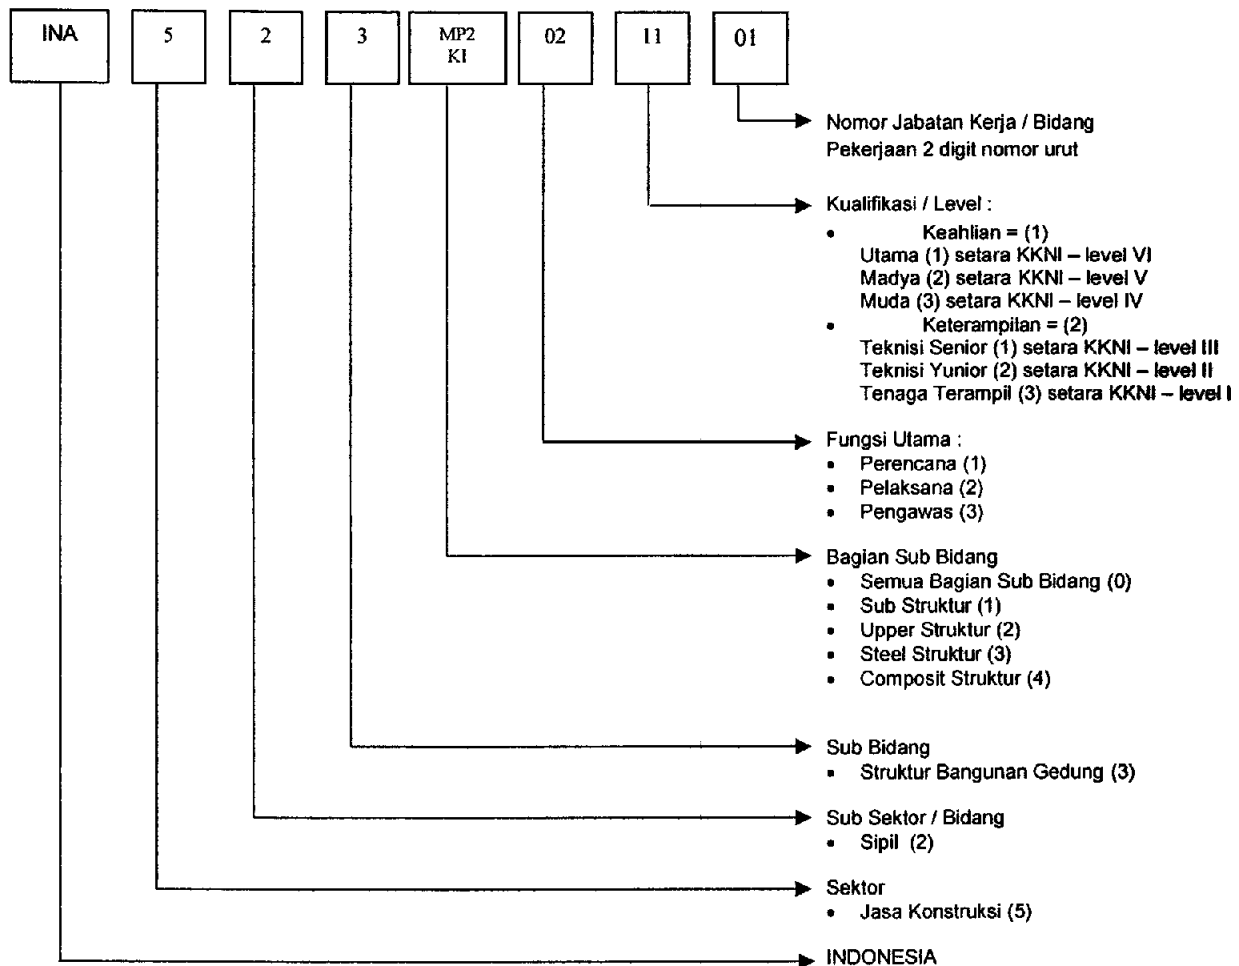 INA 5 2 3 MP2 02 11 01
KI
Nomor Jabatan Kerja / Bidang
Pekerjaan 2 digit nomor urut
Kualifikasi / Level :
• Keahlian = (1)
Utama (1) setara KKNI – level VI
Madya (2) setara KKNI – level V
Muda (3) setara KKNI – level IV
• Keterampilan = (2)
Teknisi Senior (1) setara KKNI – level III
Teknisi Yunior (2) setara KKNI – level II
Tenaga Terampil (3) setara KKNI – level I
Fungsi Utama :
• Perencana (1)
• Pelaksana (2)
• Pengawas (3)
Bagian Sub Bidang
• Semua Bagian Sub Bidang (0)
• Sub Struktur (1)
• Upper Struktur (2)
• Steel Struktur (3)
• Composit Struktur (4)
Sub Bidang
• Struktur Bangunan Gedung (3)
Sub Sektor / Bidang
• Sipil (2)
Sektor
• Jasa Konstruksi (5)
INDONESIA